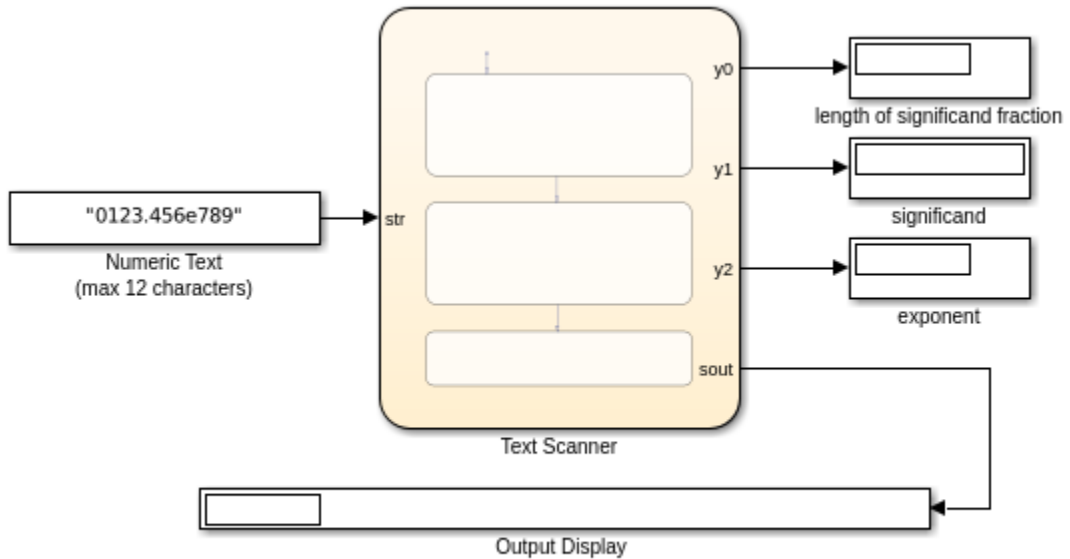 y0
length of significand fraction
y1
significand
"0123.456e789"
str
Numeric Text
(max 12 characters)
y2
exponent
sout
Text Scanner
Output Display